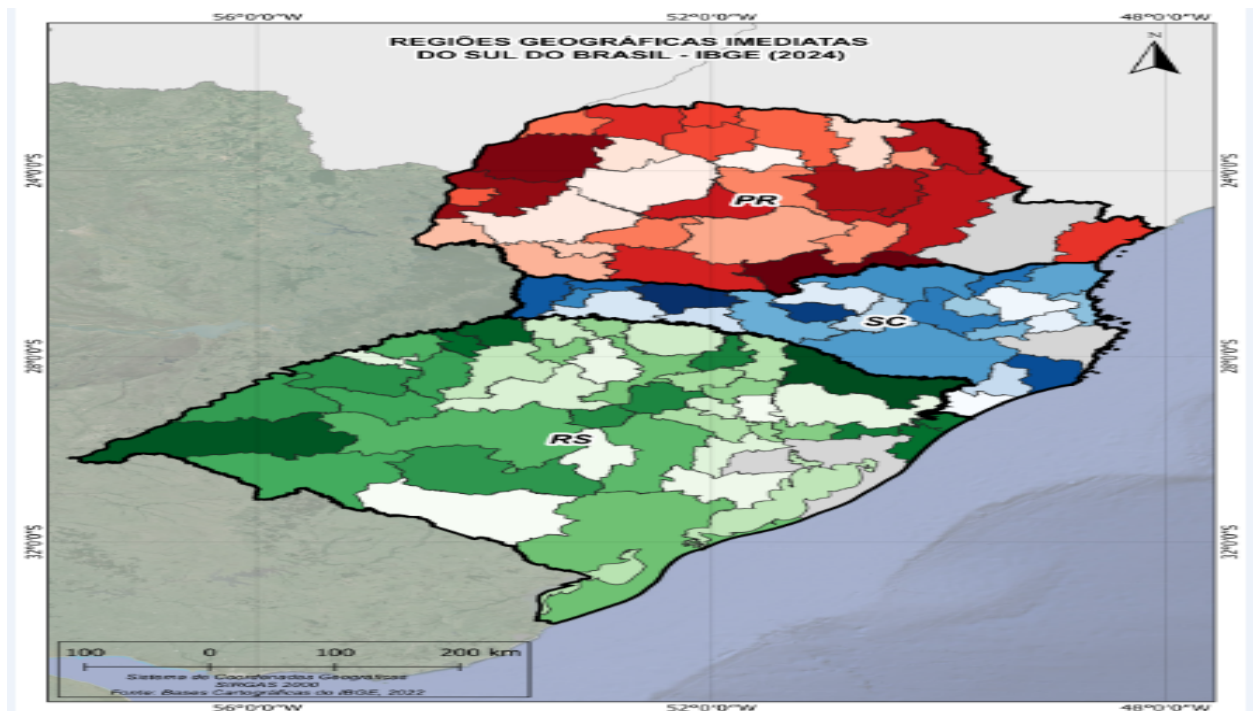 56°0'0"W 52°0'0"W 48°0'0"W
REGIÕES GEOGRÁFICAS IMEDIATAS
DO SUL DO BRASIL - IBGE (2024)
N
24°0'0"S 24°0'0"S
PR
SC
28°0'0"S 28°0'0"S
RS
32°0'0"S 32°0'0"S
100 0 100 200 km
Sistema de Coordenadas Geográficas
SIRGAS 2000
Fonte: Bases Cartográficas do IBGE, 2022
56°0'0"W 52°0'0"W 48°0'0"W